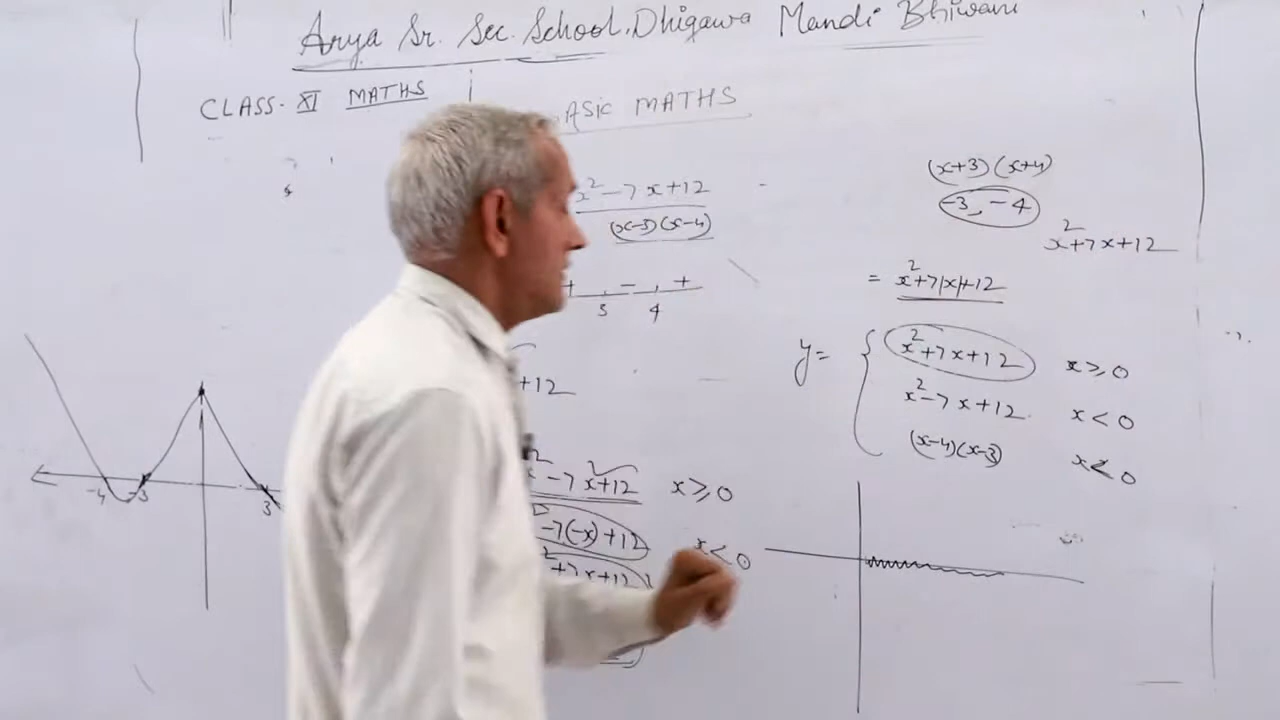 Arya Sr. Sec. School, Dhigawa Mandi Bhiwani
CLASS-XI MATHS
ASIC MATHS
x²-7x+12
(x-3)(x-4)
+ - +
3 4
+12
x²-7x+12 x≥0
-7(-x)+12 x<0
²+7x+12
-4 -3 3
(x+3)(x+4)
-3, -4
x²+7x+12
= x²+7|x|+12
y= { x²+7x+12 x≥0
x²-7x+12 x<0
(x-4)(x-3) x<0